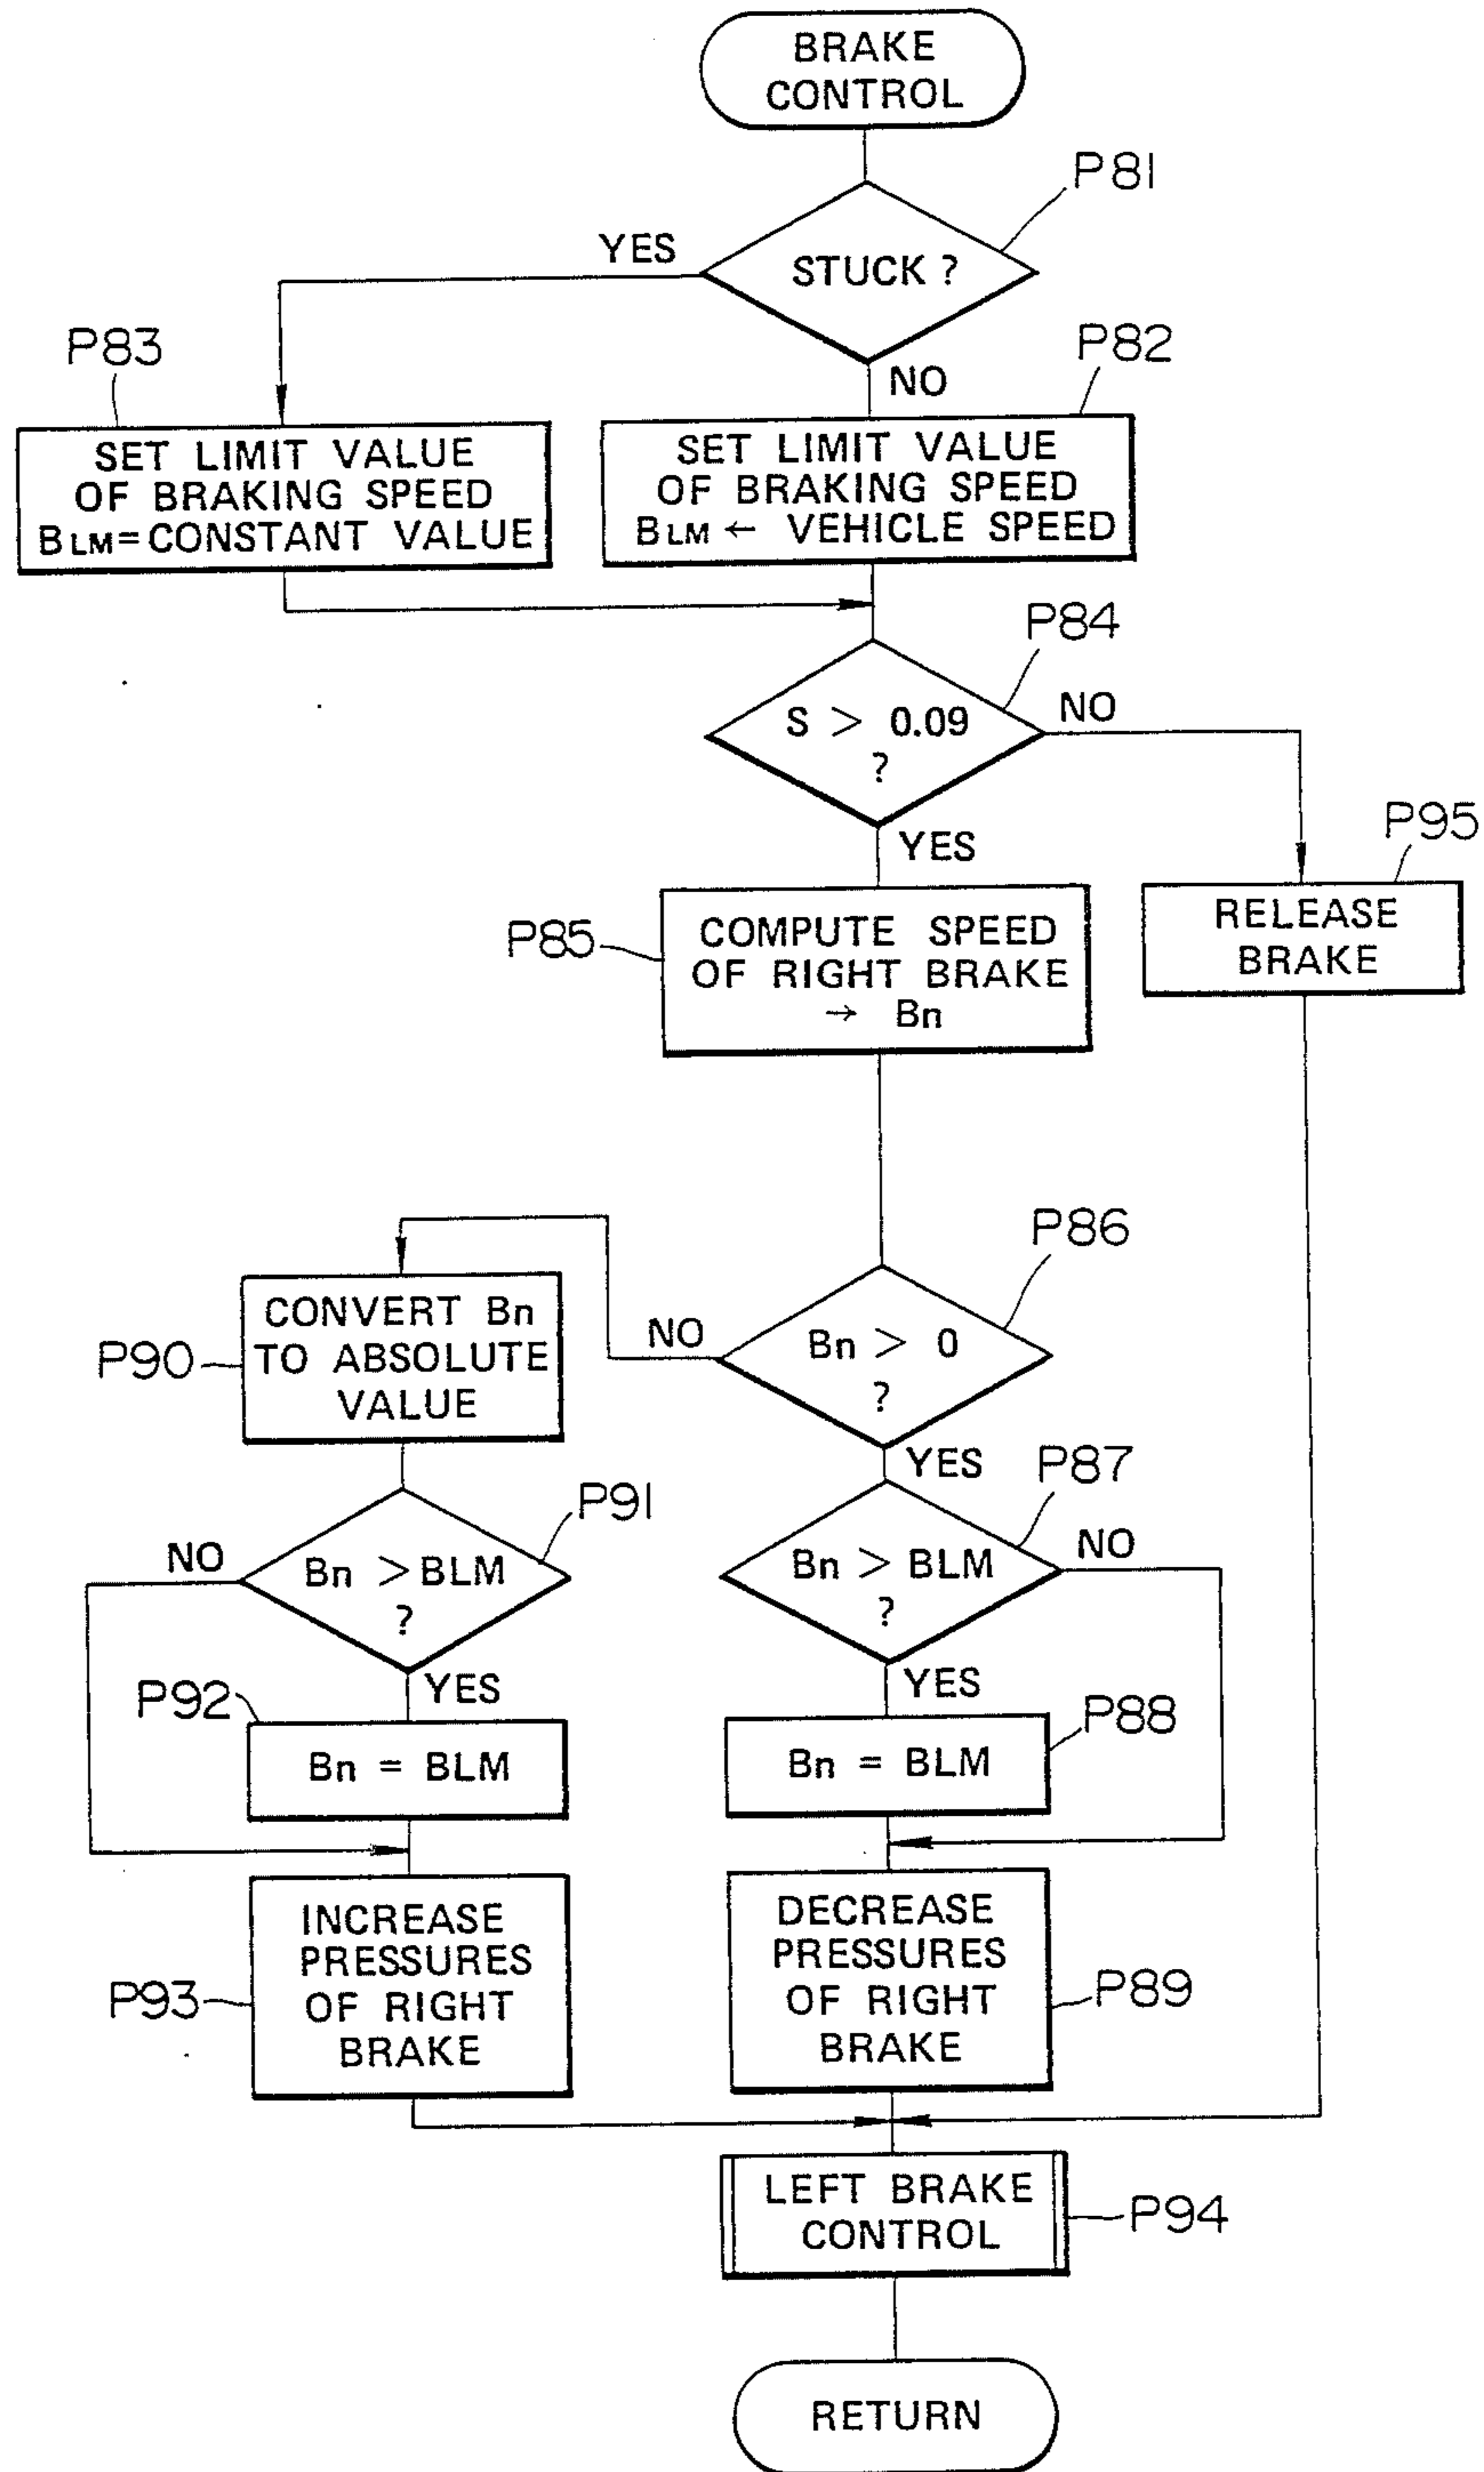 BRAKE
CONTROL
P81
YES
STUCK ?
P83
P82
NO
SET LIMIT VALUE
OF BRAKING SPEED
BLM = CONSTANT VALUE
SET LIMIT VALUE
OF BRAKING SPEED
BLM ← VEHICLE SPEED
P84
S > 0.09
?
NO
YES
P95
P85
COMPUTE SPEED
OF RIGHT BRAKE
→ Bn
RELEASE
BRAKE
P86
P90
CONVERT Bn
TO ABSOLUTE
VALUE
NO
Bn > 0
?
YES
P87
P91
NO
Bn > BLM
?
Bn > BLM
?
NO
P92
YES
YES
P88
Bn = BLM
Bn = BLM
P93
INCREASE
PRESSURES
OF RIGHT
BRAKE
DECREASE
PRESSURES
OF RIGHT
BRAKE
P89
LEFT BRAKE
CONTROL
P94
RETURN